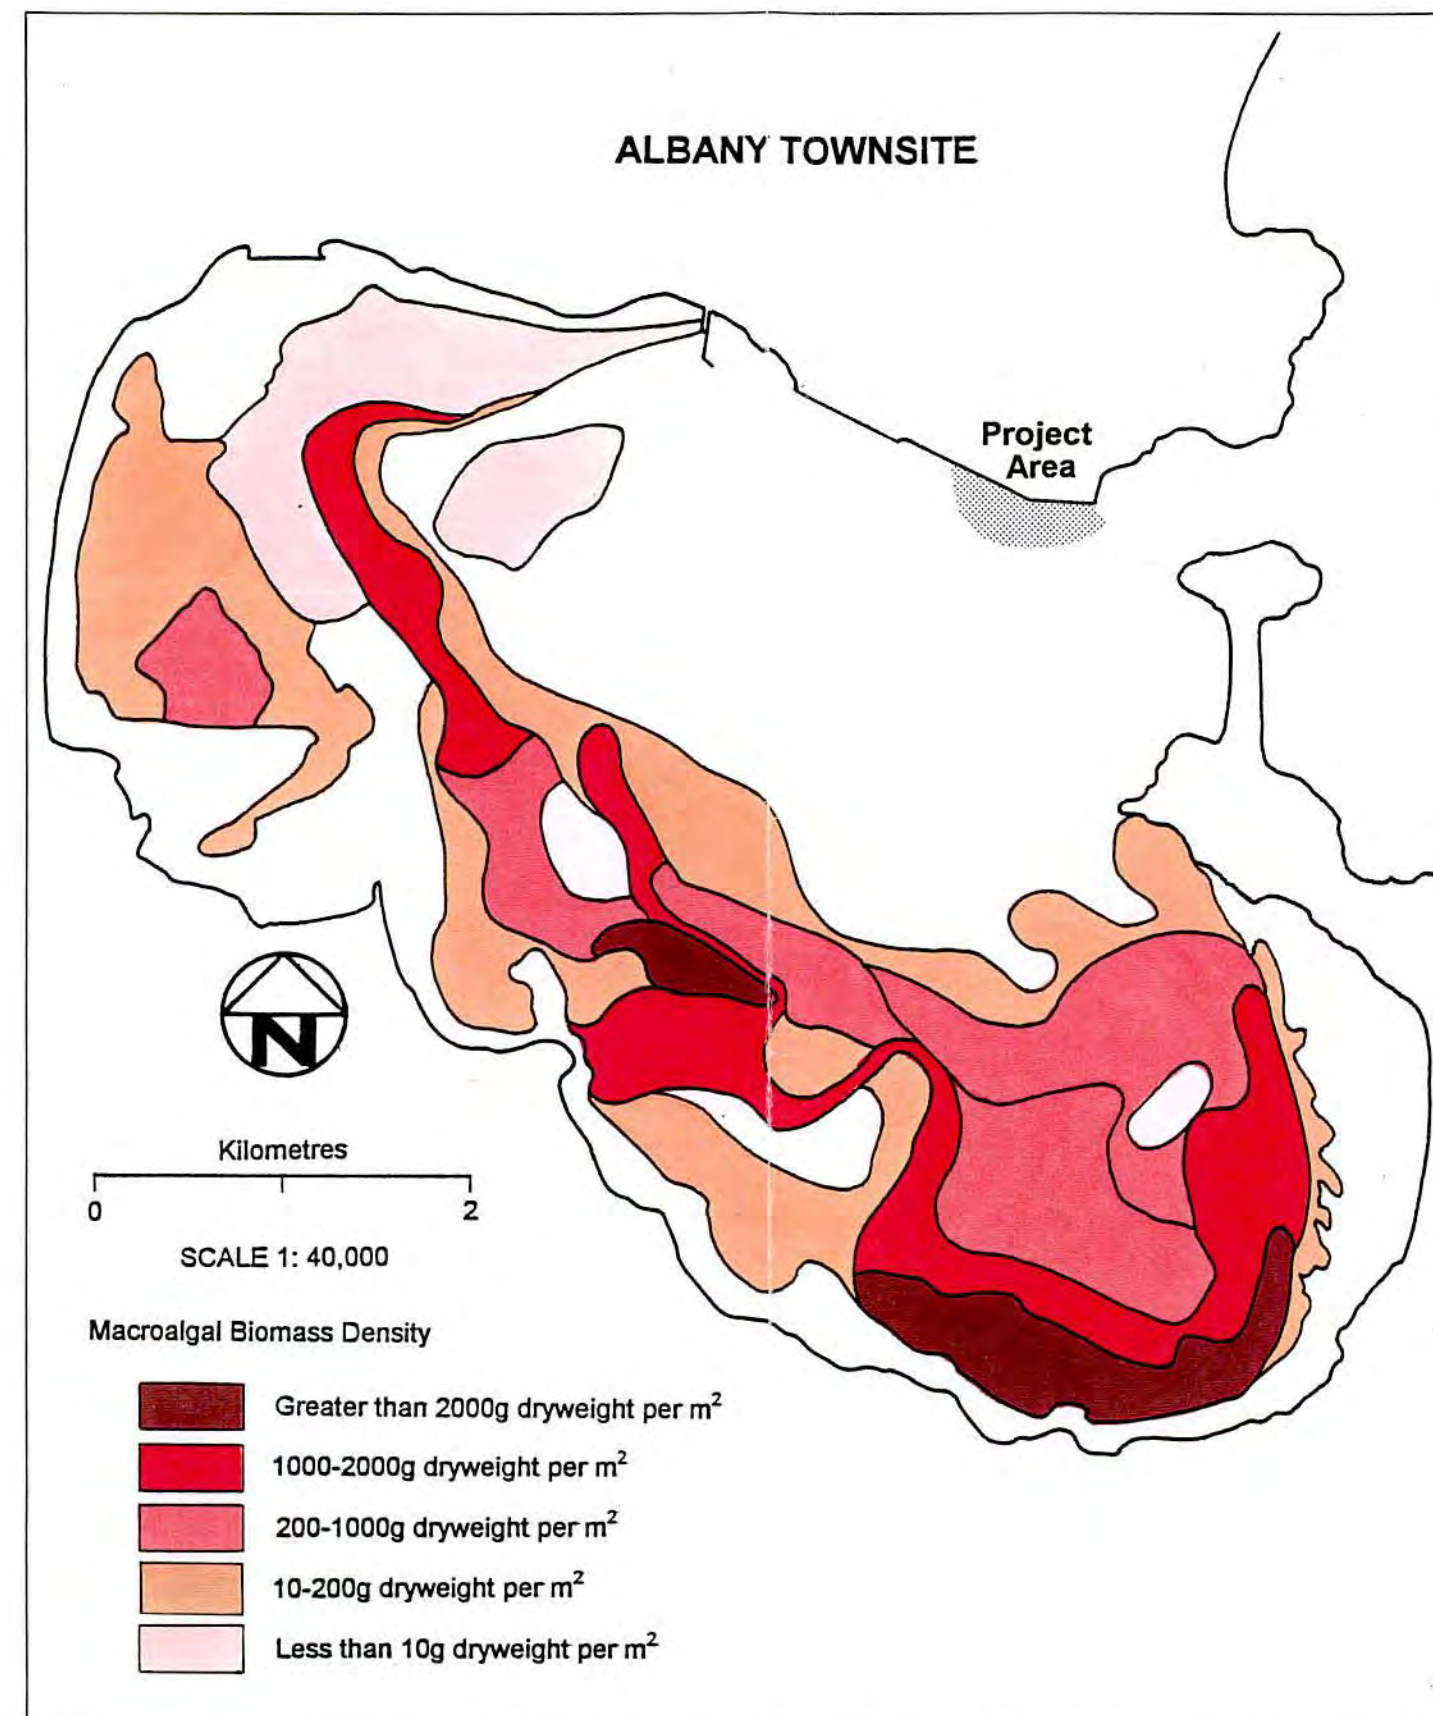 ALBANY TOWNSITE
Project
Area
N
Kilometres
0 2
SCALE 1: 40,000
Macroalgal Biomass Density
Greater than 2000g dryweight per m²
1000-2000g dryweight per m²
200-1000g dryweight per m²
10-200g dryweight per m²
Less than 10g dryweight per m²